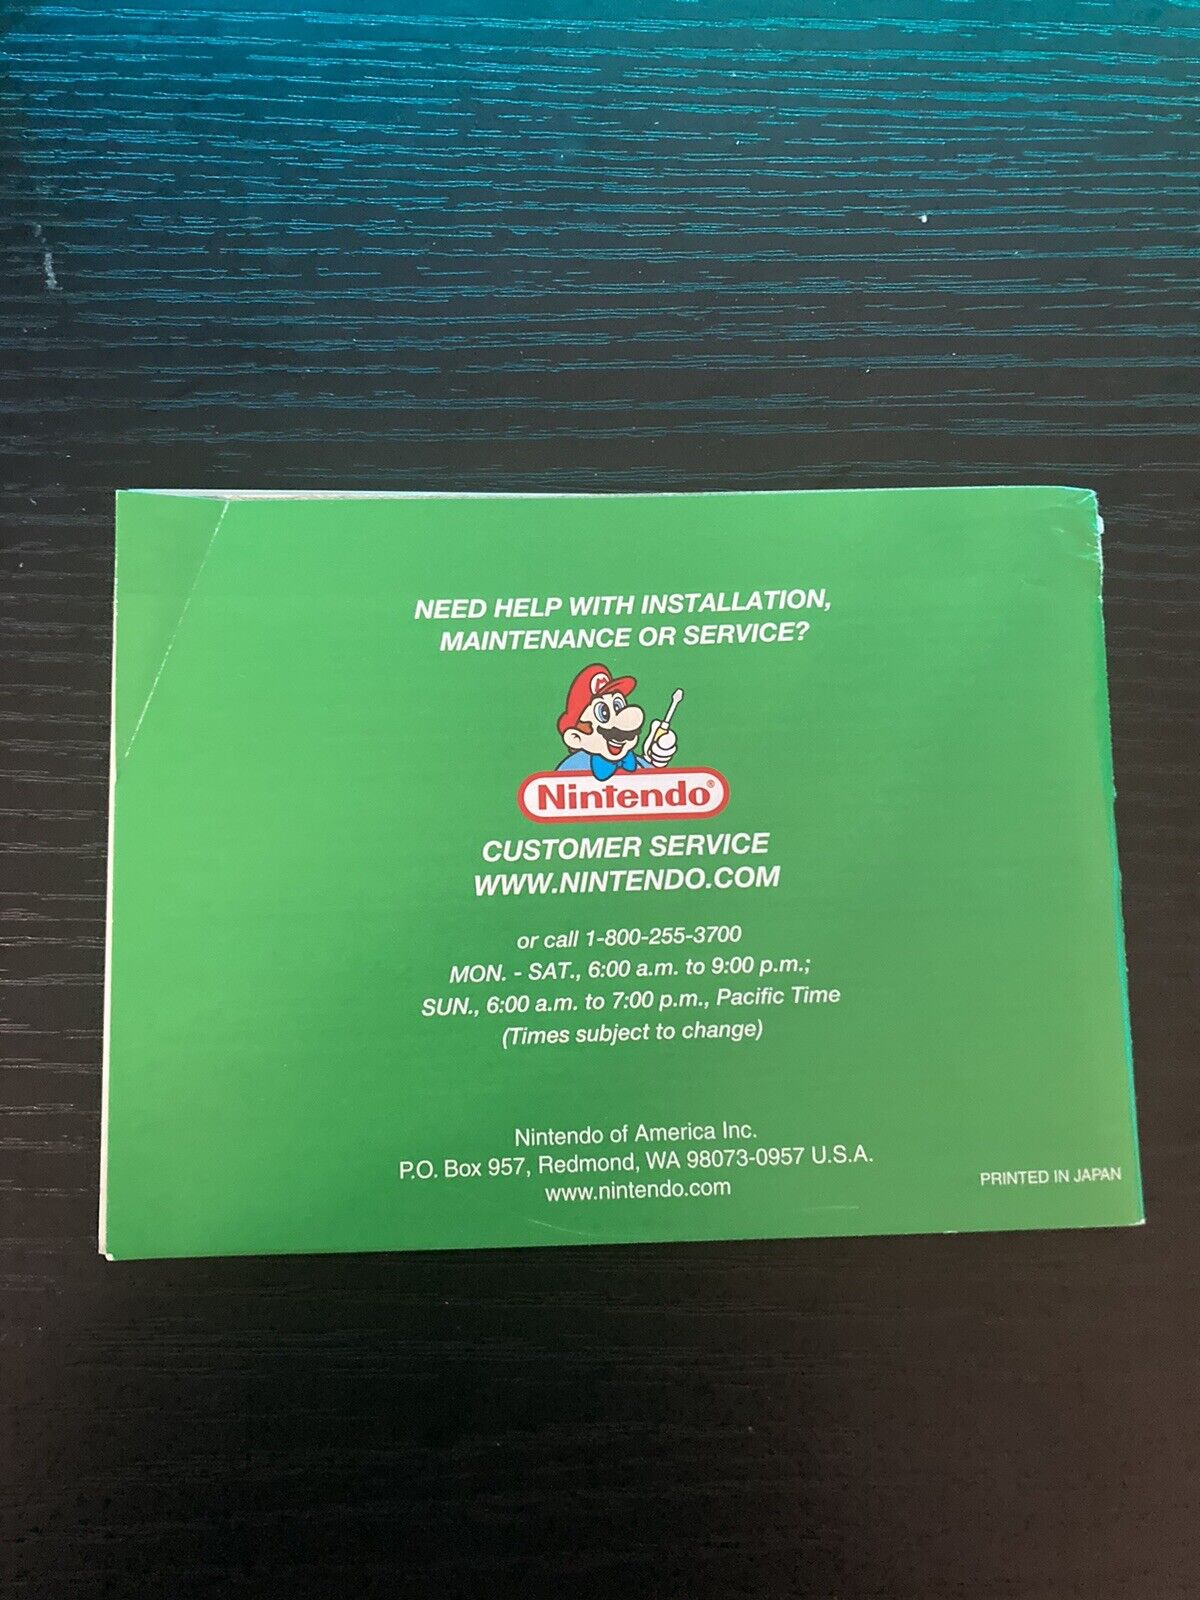 NEED HELP WITH INSTALLATION,
MAINTENANCE OR SERVICE?
M
Nintendo®
CUSTOMER SERVICE
WWW.NINTENDO.COM
or call 1-800-255-3700
MON. - SAT., 6:00 a.m. to 9:00 p.m.;
SUN., 6:00 a.m. to 7:00 p.m., Pacific Time
(Times subject to change)
Nintendo of America Inc.
P.O. Box 957, Redmond, WA 98073-0957 U.S.A.
www.nintendo.com
PRINTED IN JAPAN